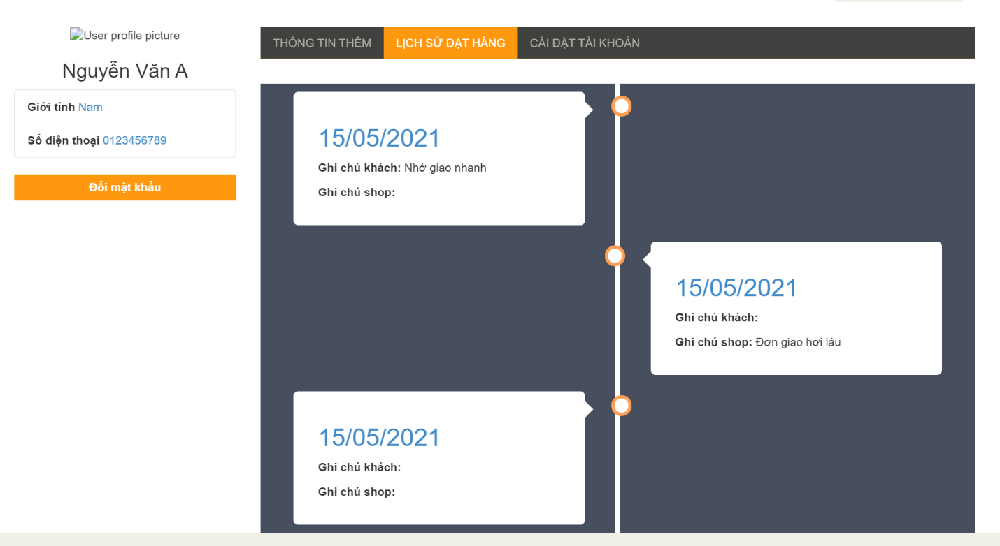 User profile picture
Nguyễn Văn A
Giới tính Nam
Số điện thoại 0123456789
Đổi mật khẩu
THÔNG TIN THÊM LỊCH SỬ ĐẶT HÀNG CÀI ĐẶT TÀI KHOẢN
15/05/2021
Ghi chú khách: Nhớ giao nhanh
Ghi chú shop:
15/05/2021
Ghi chú khách:
Ghi chú shop: Đơn giao hơi lâu
15/05/2021
Ghi chú khách:
Ghi chú shop: